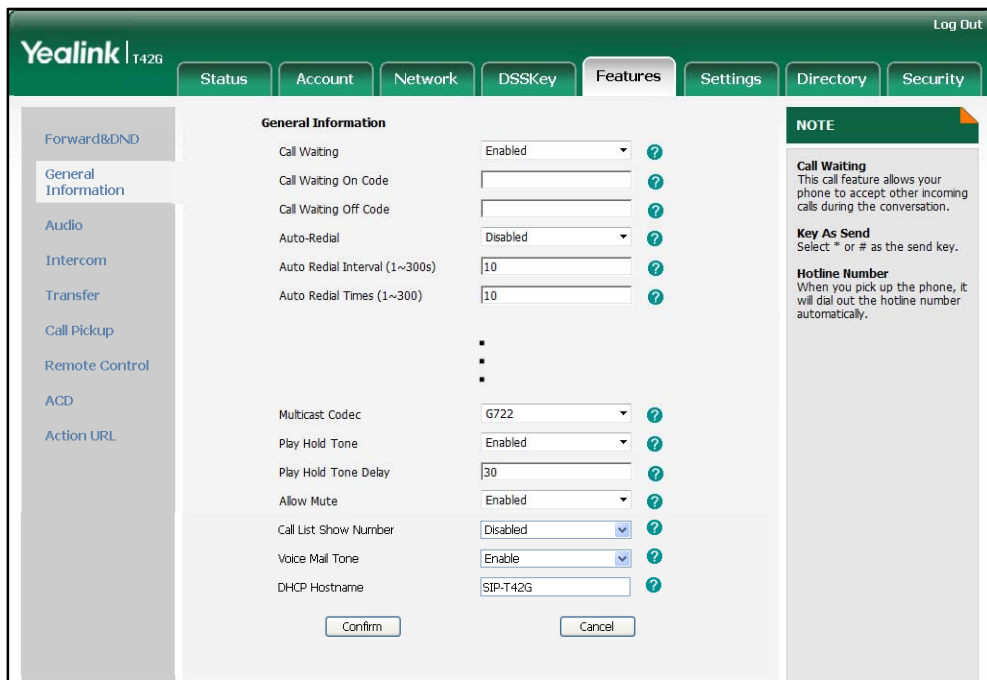 Log Out
Yealink T42G
Status Account Network DSSKey Features Settings Directory Security
Forward&DND
General
Information
Audio
Intercom
Transfer
Call Pickup
Remote Control
ACD
Action URL
General Information
Call Waiting Enabled ?
Call Waiting On Code ?
Call Waiting Off Code ?
Auto-Redial Disabled ?
Auto Redial Interval (1~300s) 10 ?
Auto Redial Times (1~300) 10 ?
Multicast Codec G722 ?
Play Hold Tone Enabled ?
Play Hold Tone Delay 30 ?
Allow Mute Enabled ?
Call List Show Number Disabled ?
Voice Mail Tone Enable ?
DHCP Hostname SIP-T42G ?
Confirm Cancel
NOTE
Call Waiting
This call feature allows your
phone to accept other incoming
calls during the conversation.
Key As Send
Select * or # as the send key.
Hotline Number
When you pick up the phone, it
will dial out the hotline number
automatically.